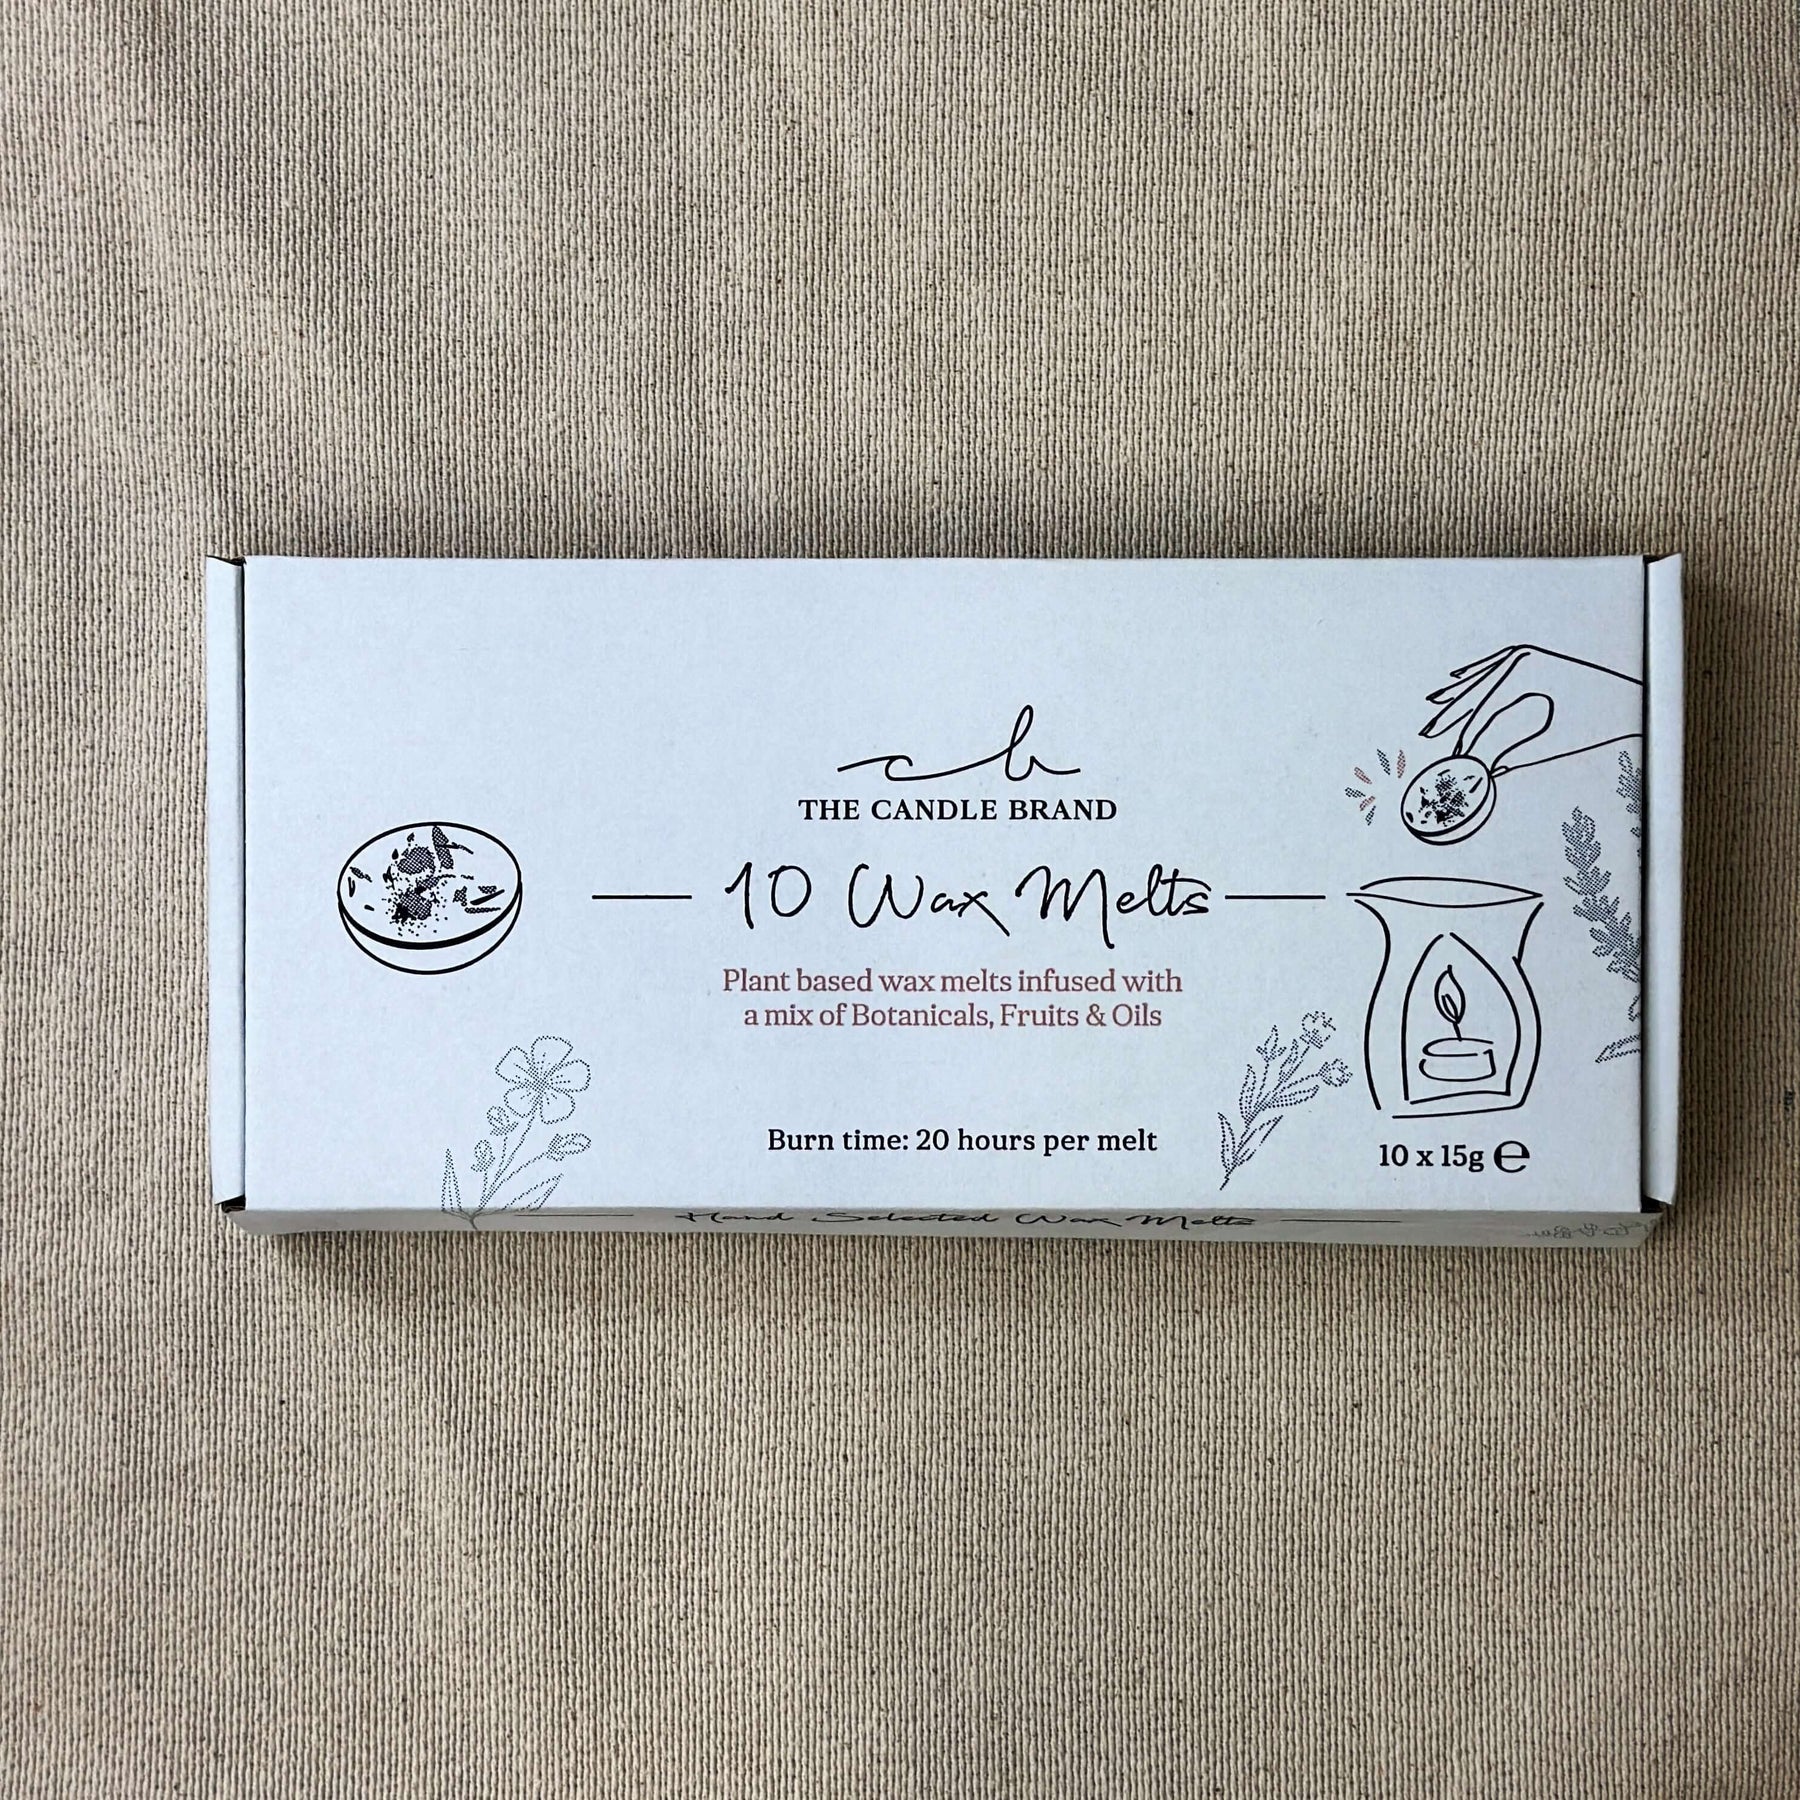 cb
THE CANDLE BRAND
10 Wax Melts
Plant based wax melts infused with
a mix of Botanicals, Fruits & Oils
Burn time: 20 hours per melt
10 x 15g ℮
Hand Selected Wax Melts